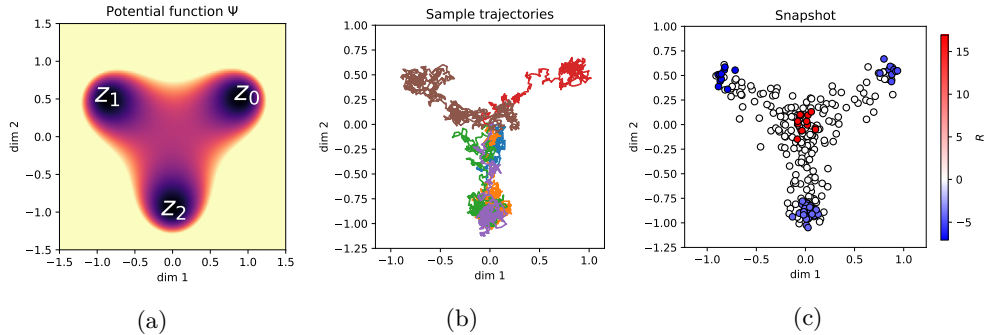 Potential function Ψ
1.5
1.0
0.5
0.0
−0.5
−1.0
−1.5
−1.5 −1.0 −0.5 0.0 0.5 1.0 1.5
dim 1
dim 2
z1
z0
z2
(a)
Sample trajectories
1.00
0.75
0.50
0.25
0.00
−0.25
−0.50
−0.75
−1.00
−1.25
−1.0 −0.5 0.0 0.5 1.0
dim 1
dim 2
(b)
Snapshot
1.00
0.75
0.50
0.25
0.00
−0.25
−0.50
−0.75
−1.00
−1.25
−1.0 −0.5 0.0 0.5 1.0
dim 1
dim 2
15
10
5
0
−5
R
(c)